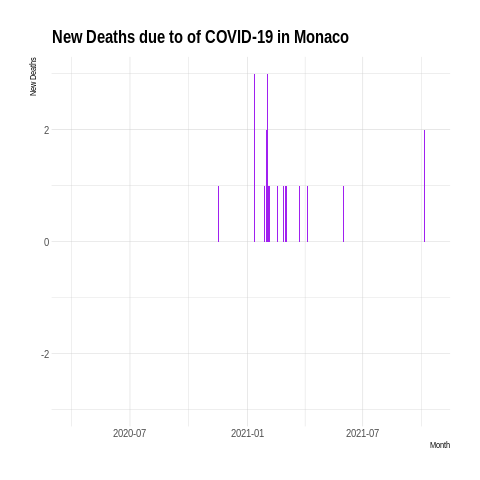 New Deaths due to of COVID-19 in Monaco
New Deaths
2
0
-2
2020-07
2021-01
2021-07
Month